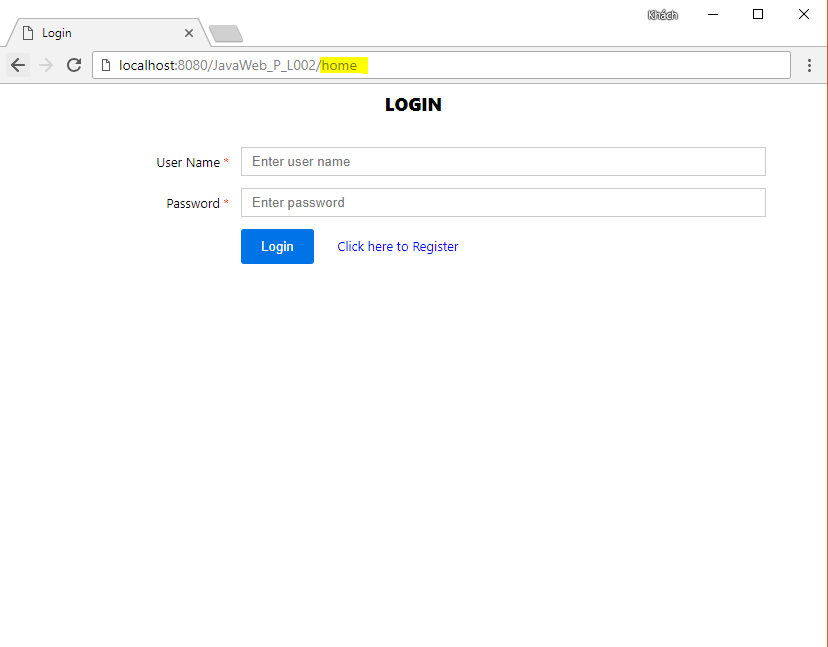 Khách
Login
localhost:8080/JavaWeb_P_L002/home
LOGIN
User Name * Enter user name
Password * Enter password
Login Click here to Register